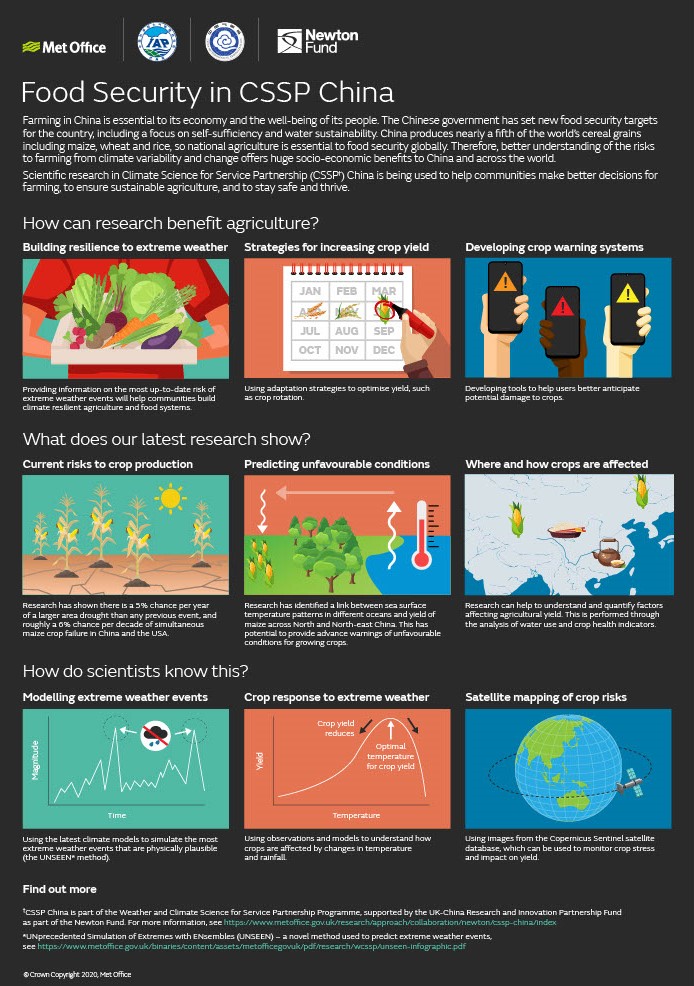 Met Office
IAP
Newton
Fund
Food Security in CSSP China
Farming in China is essential to its economy and the well-being of its people. The Chinese government has set new food security targets
for the country, including a focus on self-sufficiency and water sustainability. China produces nearly a fifth of the world's cereal grains
including maize, wheat and rice, so national agriculture is essential to food security globally. Therefore, better understanding of the risks
to farming from climate variability and change offers huge socio-economic benefits to China and across the world.
Scientific research in Climate Science for Service Partnership (CSSP†) China is being used to help communities make better decisions for
farming, to ensure sustainable agriculture, and to stay safe and thrive.
How can research benefit agriculture?
Building resilience to extreme weather
Providing information on the most up-to-date risk of
extreme weather events will help communities build
climate resilient agriculture and food systems.
Strategies for increasing crop yield
JAN FEB MAR
JUL AUG SEP
OCT NOV DEC
Using adaptation strategies to optimise yield, such
as crop rotation.
Developing crop warning systems
Developing tools to help users better anticipate
potential damage to crops.
What does our latest research show?
Current risks to crop production
Research has shown there is a 5% chance per year
of a larger area drought than any previous event, and
roughly a 6% chance per decade of simultaneous
maize crop failure in China and the USA.
Predicting unfavourable conditions
Research has identified a link between sea surface
temperature patterns in different oceans and yield of
maize across North and North-east China. This has
potential to provide advance warnings of unfavourable
conditions for growing crops.
Where and how crops are affected
Research can help to understand and quantify factors
affecting agricultural yield. This is performed through
the analysis of water use and crop health indicators.
How do scientists know this?
Modelling extreme weather events
Magnitude
Time
Using the latest climate models to simulate the most
extreme weather events that are physically plausible
(the UNSEEN* method).
Crop response to extreme weather
Crop yield
reduces
Optimal
temperature
for crop yield
Yield
Temperature
Using observations and models to understand how
crops are affected by changes in temperature
and rainfall.
Satellite mapping of crop risks
Using images from the Copernicus Sentinel satellite
database, which can be used to monitor crop stress
and impact on yield.
Find out more
†CSSP China is part of the Weather and Climate Science for Service Partnership Programme, supported by the UK-China Research and Innovation Partnership Fund
as part of the Newton Fund. For more information, see https://www.metoffice.gov.uk/research/approach/collaboration/newton/cssp-china/index
*UNprecedented Simulation of Extremes with ENsembles (UNSEEN) – a novel method used to predict extreme weather events,
see https://www.metoffice.gov.uk/binaries/content/assets/metofficegovuk/pdf/research/wcssp/unseen-infographic.pdf
© Crown Copyright 2020, Met Office